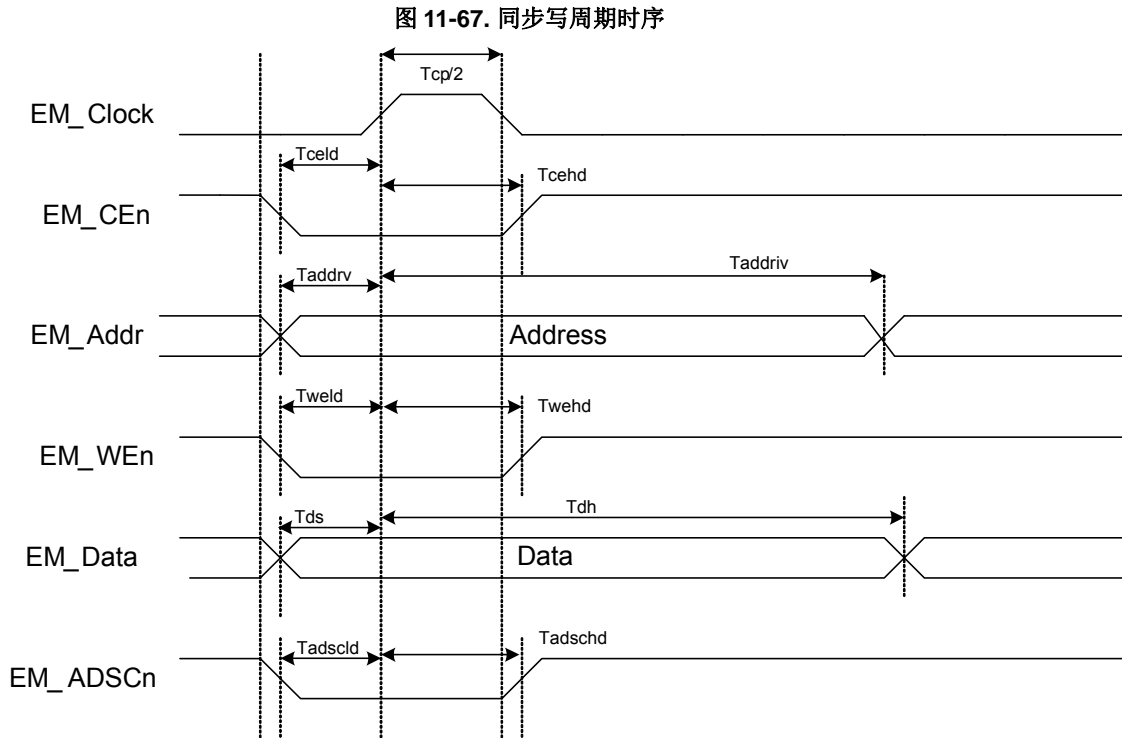 图 11-67. 同步写周期时序
Tcp/2
EM_Clock
Tceld
Tcehd
EM_CEn
Taddrv
Taddriv
EM_Addr
Address
Tweld
Twehd
EM_WEn
Tds
Tdh
EM_Data
Data
Tadscld
Tadschd
EM_ADSCn